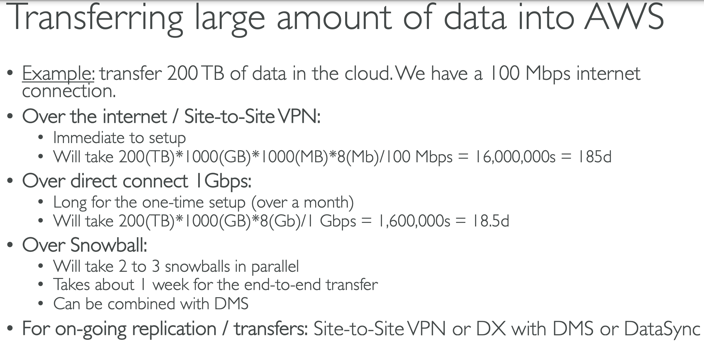 Transferring large amount of data into AWS
• Example: transfer 200 TB of data in the cloud. We have a 100 Mbps internet
connection.
• Over the internet / Site-to-Site VPN:
• Immediate to setup
• Will take 200(TB)*1000(GB)*1000(MB)*8(Mb)/100 Mbps = 16,000,000s = 185d
• Over direct connect 1Gbps:
• Long for the one-time setup (over a month)
• Will take 200(TB)*1000(GB)*8(Gb)/1 Gbps = 1,600,000s = 18.5d
• Over Snowball:
• Will take 2 to 3 snowballs in parallel
• Takes about 1 week for the end-to-end transfer
• Can be combined with DMS
• For on-going replication / transfers: Site-to-Site VPN or DX with DMS or DataSync